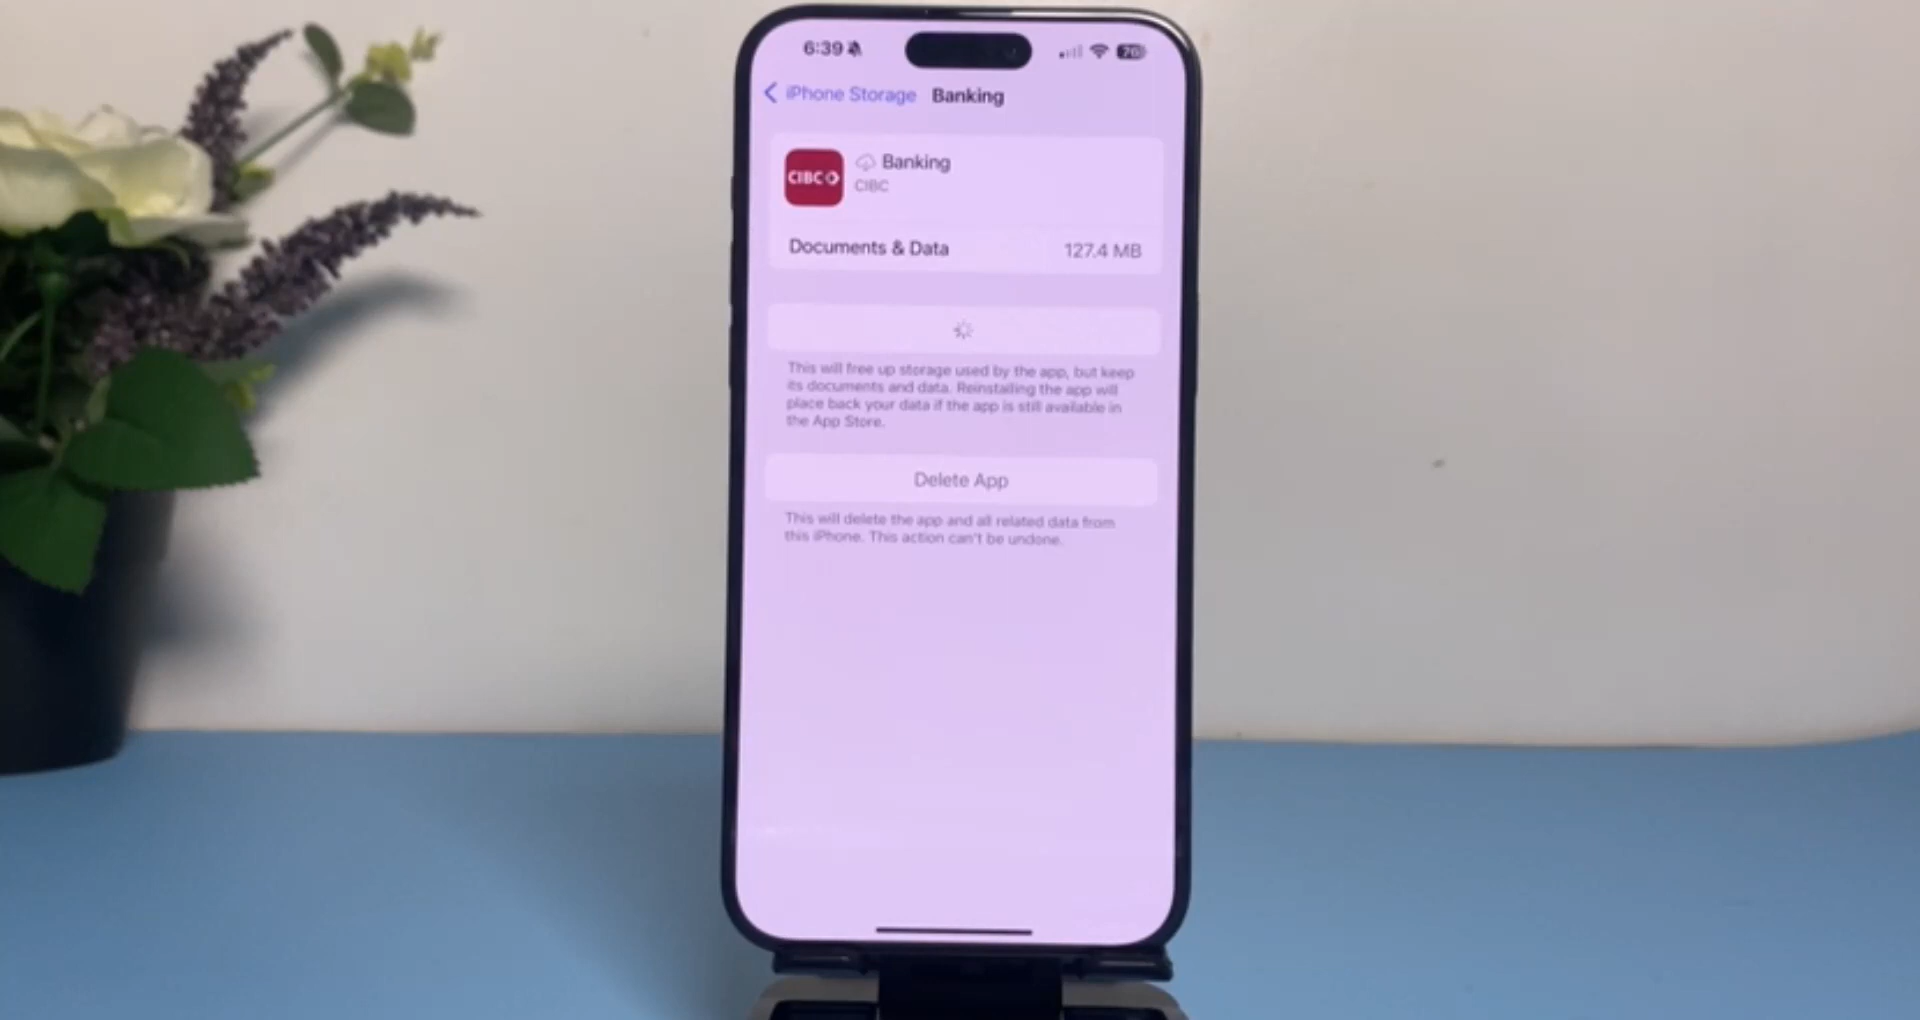 6:39
70
iPhone Storage Banking
CIBC
Banking
CIBC
Documents & Data 127.4 MB
This will free up storage used by the app, but keep
its documents and data. Reinstalling the app will
place back your data if the app is still available in
the App Store.
Delete App
This will delete the app and all related data from
this iPhone. This action can't be undone.